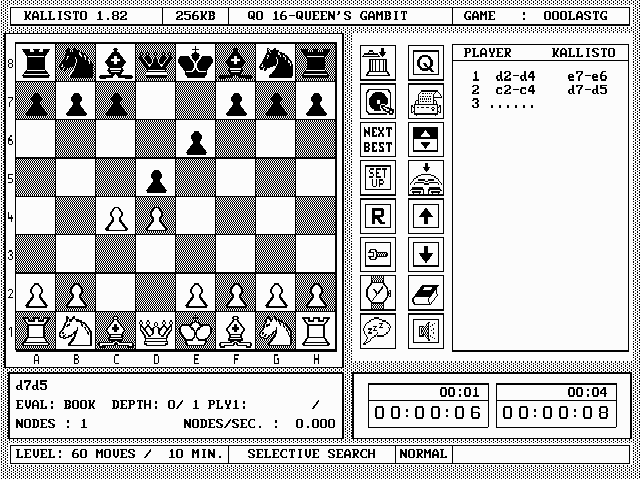 KALLISTO 1.82 256KB QO 16-QUEEN'S GAMBIT GAME : 000LASTG
8
7
6
5
4
3
2
1
A B C D E F G H
Q
NEXT
BEST
SET
UP
R
zzz
PLAYER KALLISTO
1 d2-d4 e7-e6
2 c2-c4 d7-d5
3 ......
d7d5
EVAL: BOOK DEPTH: 0/ 1 PLY1: /
NODES : 1 NODES/SEC. : 0.000
00:01 00:04
00:00:06 00:00:08
LEVEL: 60 MOVES / 10 MIN. SELECTIVE SEARCH NORMAL